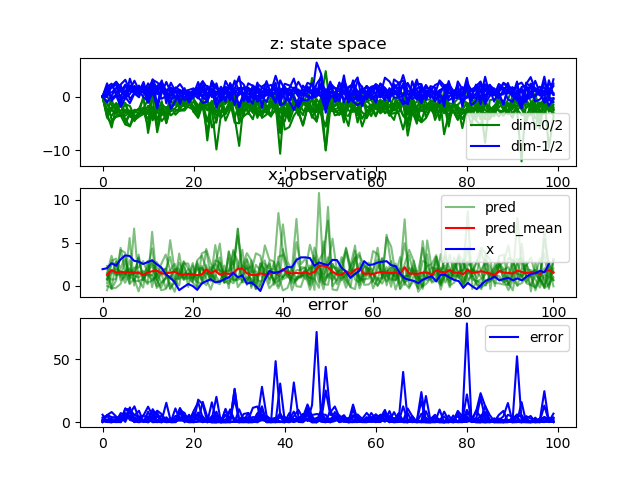 z: state space
0
−10
dim-0/2
dim-1/2
0 20 40 60 80 100
x: observation
10
5
0
pred
pred_mean
x
0 20 40 60 80 100
error
50
0
error
0 20 40 60 80 100